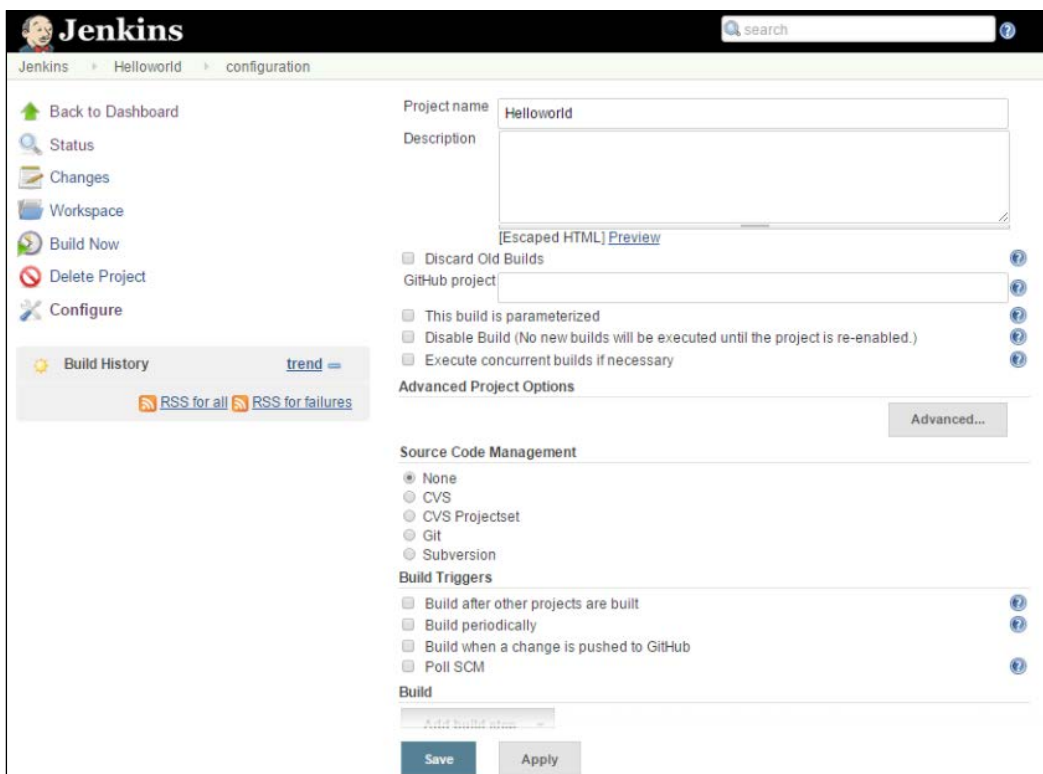 Jenkins
search
Jenkins Helloworld configuration
Back to Dashboard
Status
Changes
Workspace
Build Now
Delete Project
Configure
Build History trend
RSS for all RSS for failures
Project name Helloworld
Description
[Escaped HTML] Preview
Discard Old Builds
GitHub project
This build is parameterized
Disable Build (No new builds will be executed until the project is re-enabled.)
Execute concurrent builds if necessary
Advanced Project Options
Advanced...
Source Code Management
None
CVS
CVS Projectset
Git
Subversion
Build Triggers
Build after other projects are built
Build periodically
Build when a change is pushed to GitHub
Poll SCM
Build
Add build step
Save Apply